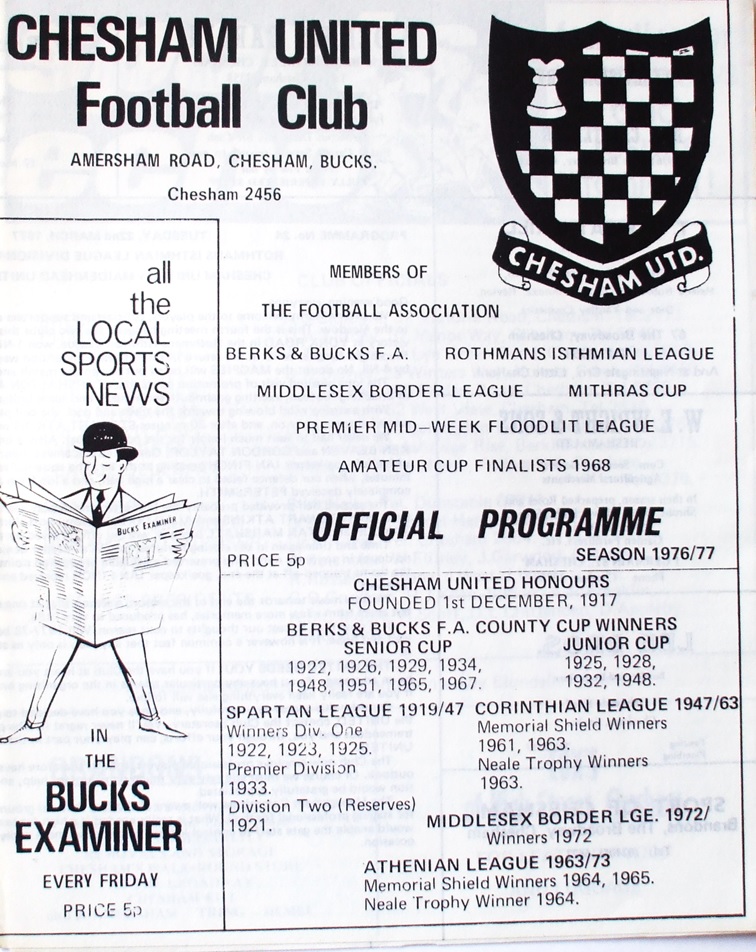 CHESHAM UNITED
Football Club
AMERSHAM ROAD, CHESHAM, BUCKS.
Chesham 2456
CHESHAM UTD.
all
the
LOCAL
SPORTS
NEWS
BUCKS EXAMINER
IN
THE
BUCKS
EXAMINER
EVERY FRIDAY
PRICE 5p
MEMBERS OF
THE FOOTBALL ASSOCIATION
BERKS & BUCKS F.A. ROTHMANS ISTHMIAN LEAGUE
MIDDLESEX BORDER LEAGUE MITHRAS CUP
PREMiER MID–WEEK FLOODLIT LEAGUE
AMATEUR CUP FINALISTS 1968
OFFICIAL PROGRAMME
PRICE 5p SEASON 1976/77
CHESHAM UNITED HONOURS
FOUNDED 1st DECEMBER, 1917
BERKS & BUCKS F.A. COUNTY CUP WINNERS
SENIOR CUP JUNIOR CUP
1922, 1926, 1929, 1934, 1925, 1928,
1948, 1951, 1965, 1967. 1932, 1948.
SPARTAN LEAGUE 1919/47
Winners Div. One
1922, 1923, 1925.
Premier Division
1933.
Division Two (Reserves)
1921.
CORINTHIAN LEAGUE 1947/63
Memorial Shield Winners
1961, 1963.
Neale Trophy Winners
1963.
MIDDLESEX BORDER LGE. 1972/
Winners 1972
ATHENIAN LEAGUE 1963/73
Memorial Shield Winners 1964, 1965.
Neale Trophy Winner 1964.